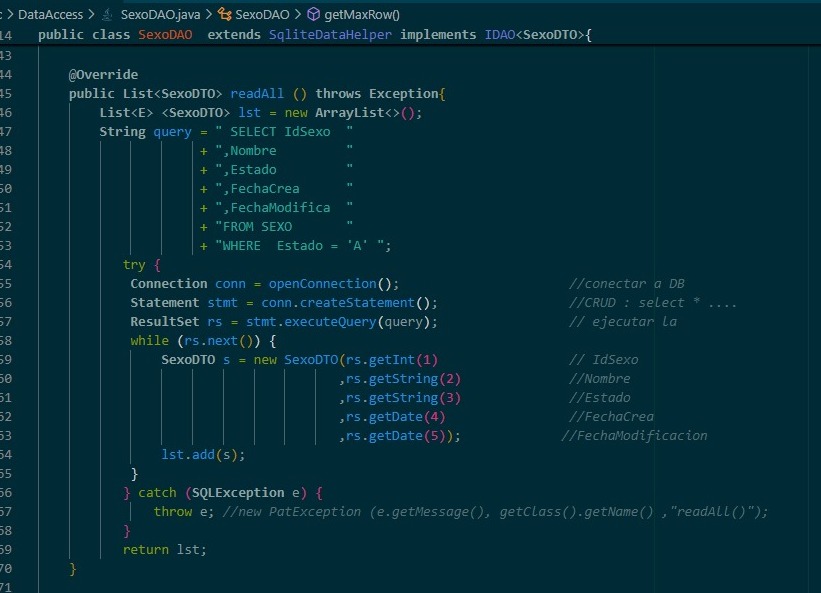 c > DataAccess > SexoDAO.java > SexoDAO > getMaxRow()
14 public class SexoDAO extends SqliteDataHelper implements IDAO<SexoDTO>{
43
44 @Override
45 public List<SexoDTO> readAll () throws Exception{
46 List<E> <SexoDTO> lst = new ArrayList<>();
47 String query = " SELECT IdSexo "
48 + ",Nombre "
49 + ",Estado "
50 + ",FechaCrea "
51 + ",FechaModifica "
52 + "FROM SEXO "
53 + "WHERE Estado = 'A' ";
54 try {
55 Connection conn = openConnection(); //conectar a DB
56 Statement stmt = conn.createStatement(); //CRUD : select * ....
57 ResultSet rs = stmt.executeQuery(query); // ejecutar la
58 while (rs.next()) {
59 SexoDTO s = new SexoDTO(rs.getInt(1) // IdSexo
60 ,rs.getString(2) //Nombre
61 ,rs.getString(3) //Estado
62 ,rs.getDate(4) //FechaCrea
63 ,rs.getDate(5)); //FechaModificacion
64 lst.add(s);
65 }
66 } catch (SQLException e) {
67 throw e; //new PatException (e.getMessage(), getClass().getName() ,"readAll()");
68 }
69 return lst;
70 }
71